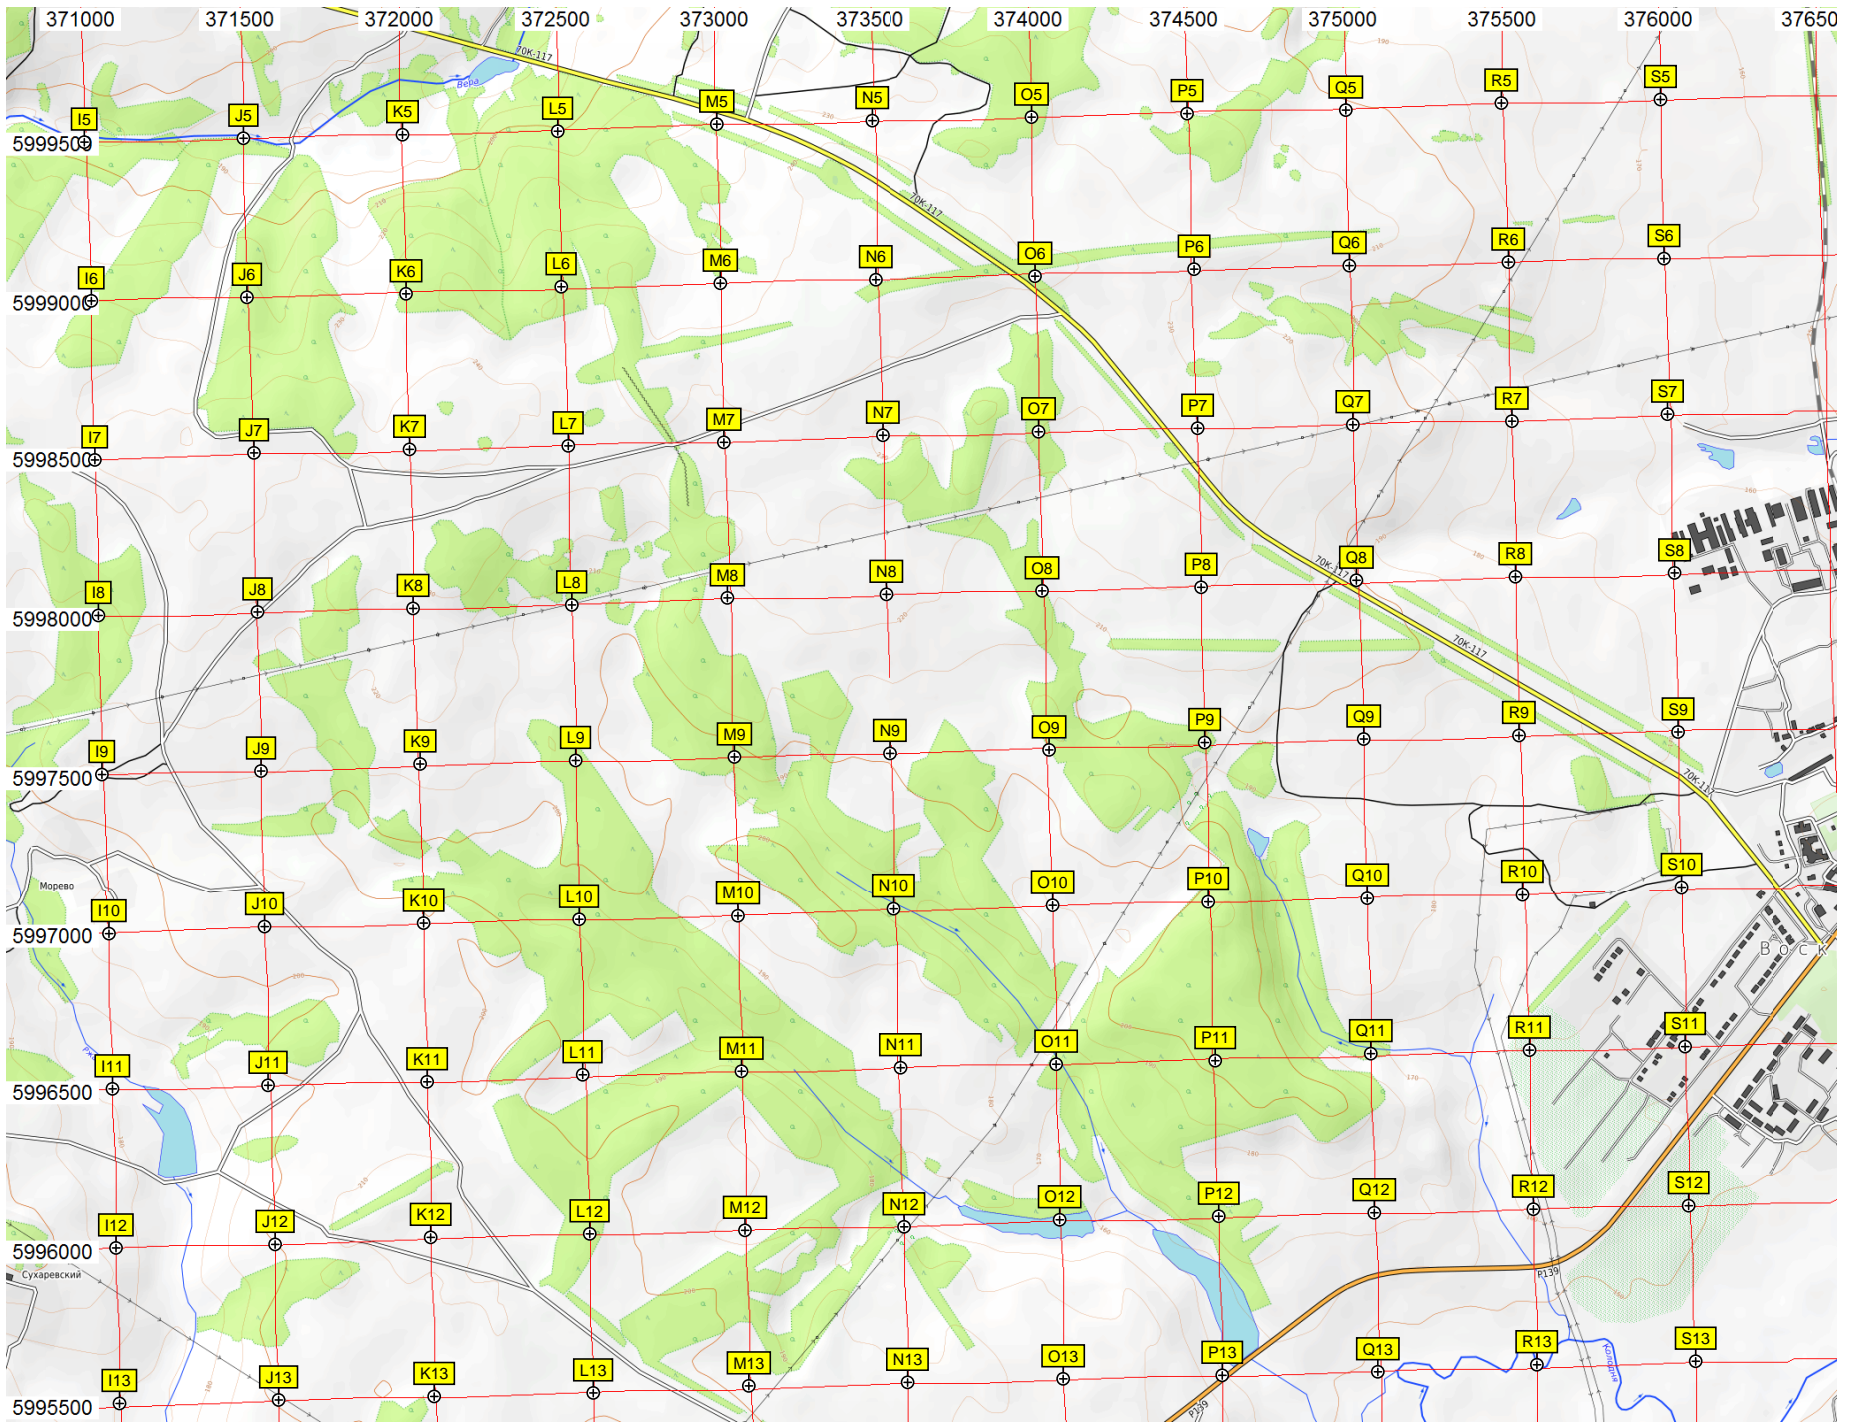 371000 371500 372000 372500 373000 373500 374000 374500 375000 375500 376000 37650
70К-117
Вера
I5 J5 K5 L5 M5 N5 O5 P5 Q5 R5 S5
5999500
70К-117
I6 J6 K6 L6 M6 N6 O6 P6 Q6 R6 S6
5999000
I7 J7 K7 L7 M7 N7 O7 P7 Q7 R7 S7
5998500
70К-117
I8 J8 K8 L8 M8 N8 O8 P8 Q8 R8 S8
5998000
70К-117
I9 J9 K9 L9 M9 N9 O9 P9 Q9 R9 S9
5997500
70К-117
Морево
I10 J10 K10 L10 M10 N10 O10 P10 Q10 R10 S10
5997000
В о с к
I11 J11 K11 L11 M11 N11 O11 P11 Q11 R11 S11
5996500
I12 J12 K12 L12 M12 N12 O12 P12 Q12 R12 S12
5996000
Сухаревский
Р139
Колодня
I13 J13 K13 L13 M13 N13 O13 P13 Q13 R13 S13
5995500
Р139